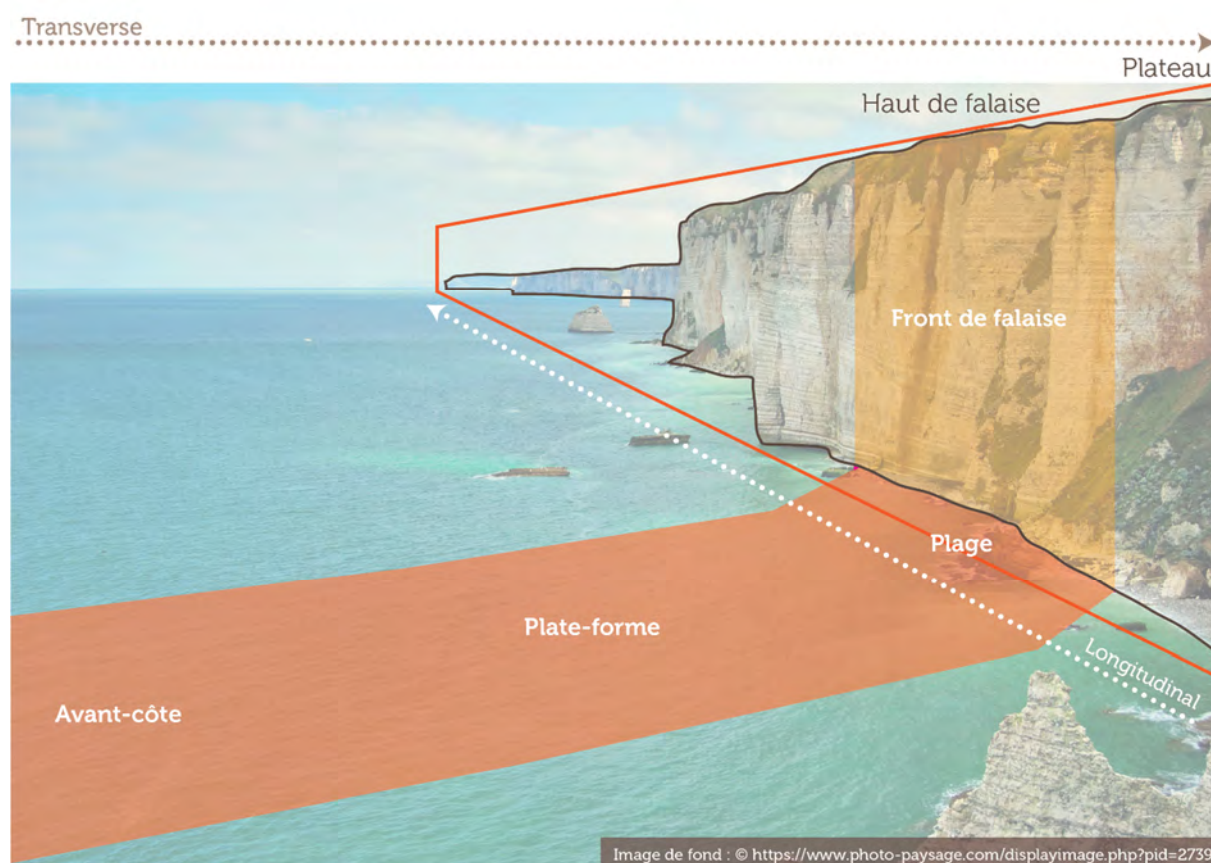 Transverse
Plateau
Haut de falaise
Front de falaise
Plage
Plate-forme
Longitudinal
Avant-côte
Image de fond : © https://www.photo-paysage.com/displayimage.php?pid=2739